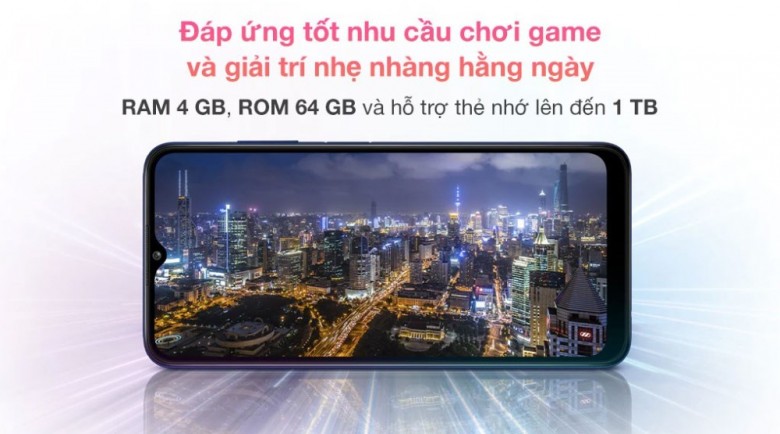 Đáp ứng tốt nhu cầu chơi game
và giải trí nhẹ nhàng hằng ngày
RAM 4 GB, ROM 64 GB và hỗ trợ thẻ nhớ lên đến 1 TB